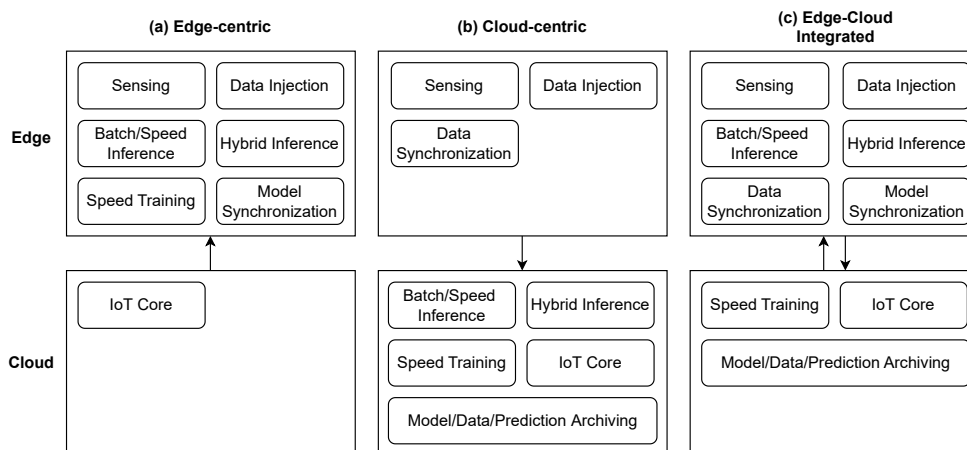 (a) Edge-centric
(b) Cloud-centric
(c) Edge-Cloud
Integrated
Edge
Sensing
Data Injection
Batch/Speed
Inference
Hybrid Inference
Speed Training
Model
Synchronization
Sensing
Data Injection
Data
Synchronization
Sensing
Data Injection
Batch/Speed
Inference
Hybrid Inference
Data
Synchronization
Model
Synchronization
Cloud
IoT Core
Batch/Speed
Inference
Hybrid Inference
Speed Training
IoT Core
Model/Data/Prediction Archiving
Speed Training
IoT Core
Model/Data/Prediction Archiving